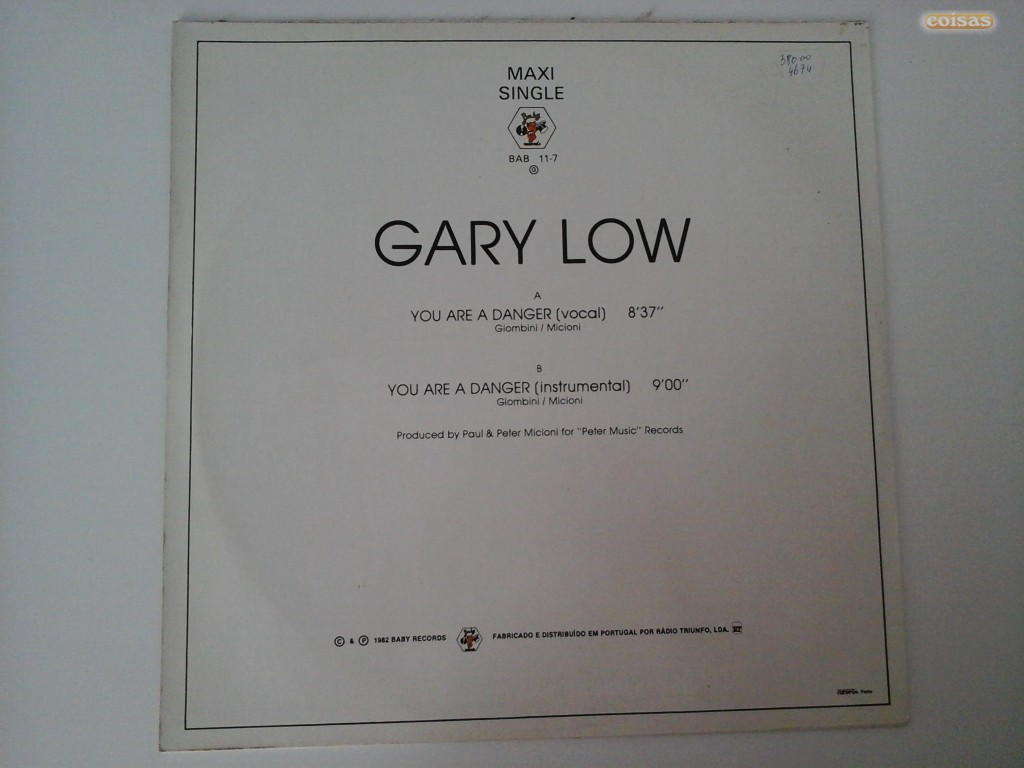 coisas
38000
4674
MAXI
SINGLE
Baby
BAB 11-7
GARY LOW
A
YOU ARE A DANGER (vocal) 8'37"
Giombini / Micioni
B
YOU ARE A DANGER (instrumental) 9'00"
Giombini / Micioni
Produced by Paul & Peter Micioni for "Peter Music" Records
© & ℗ 1982 BABY RECORDS
FABRICADO E DISTRIBUÍDO EM PORTUGAL POR RÁDIO TRIUNFO, LDA.